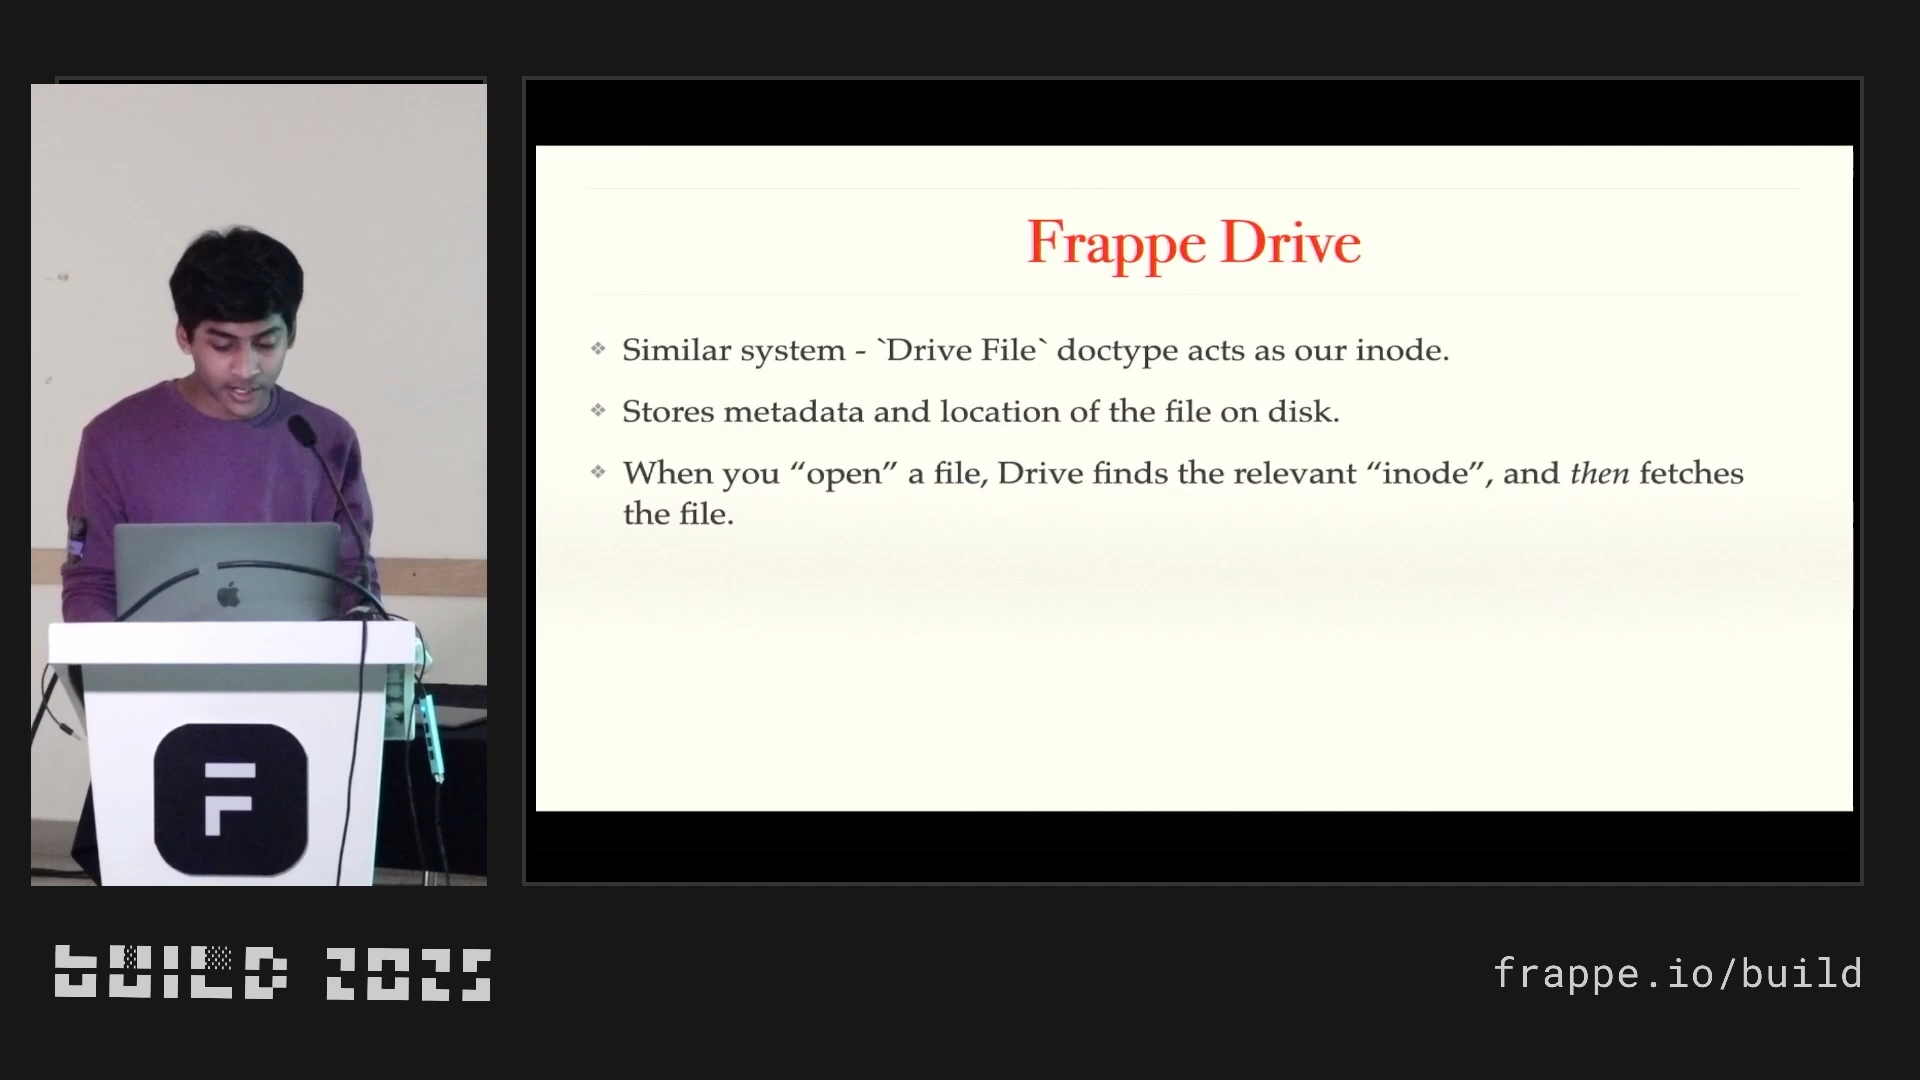 Frappe Drive
Similar system - `Drive File` doctype acts as our inode.
Stores metadata and location of the file on disk.
When you “open” a file, Drive finds the relevant “inode”, and then fetches
the file.
F
BUILD 2025
frappe.io/build